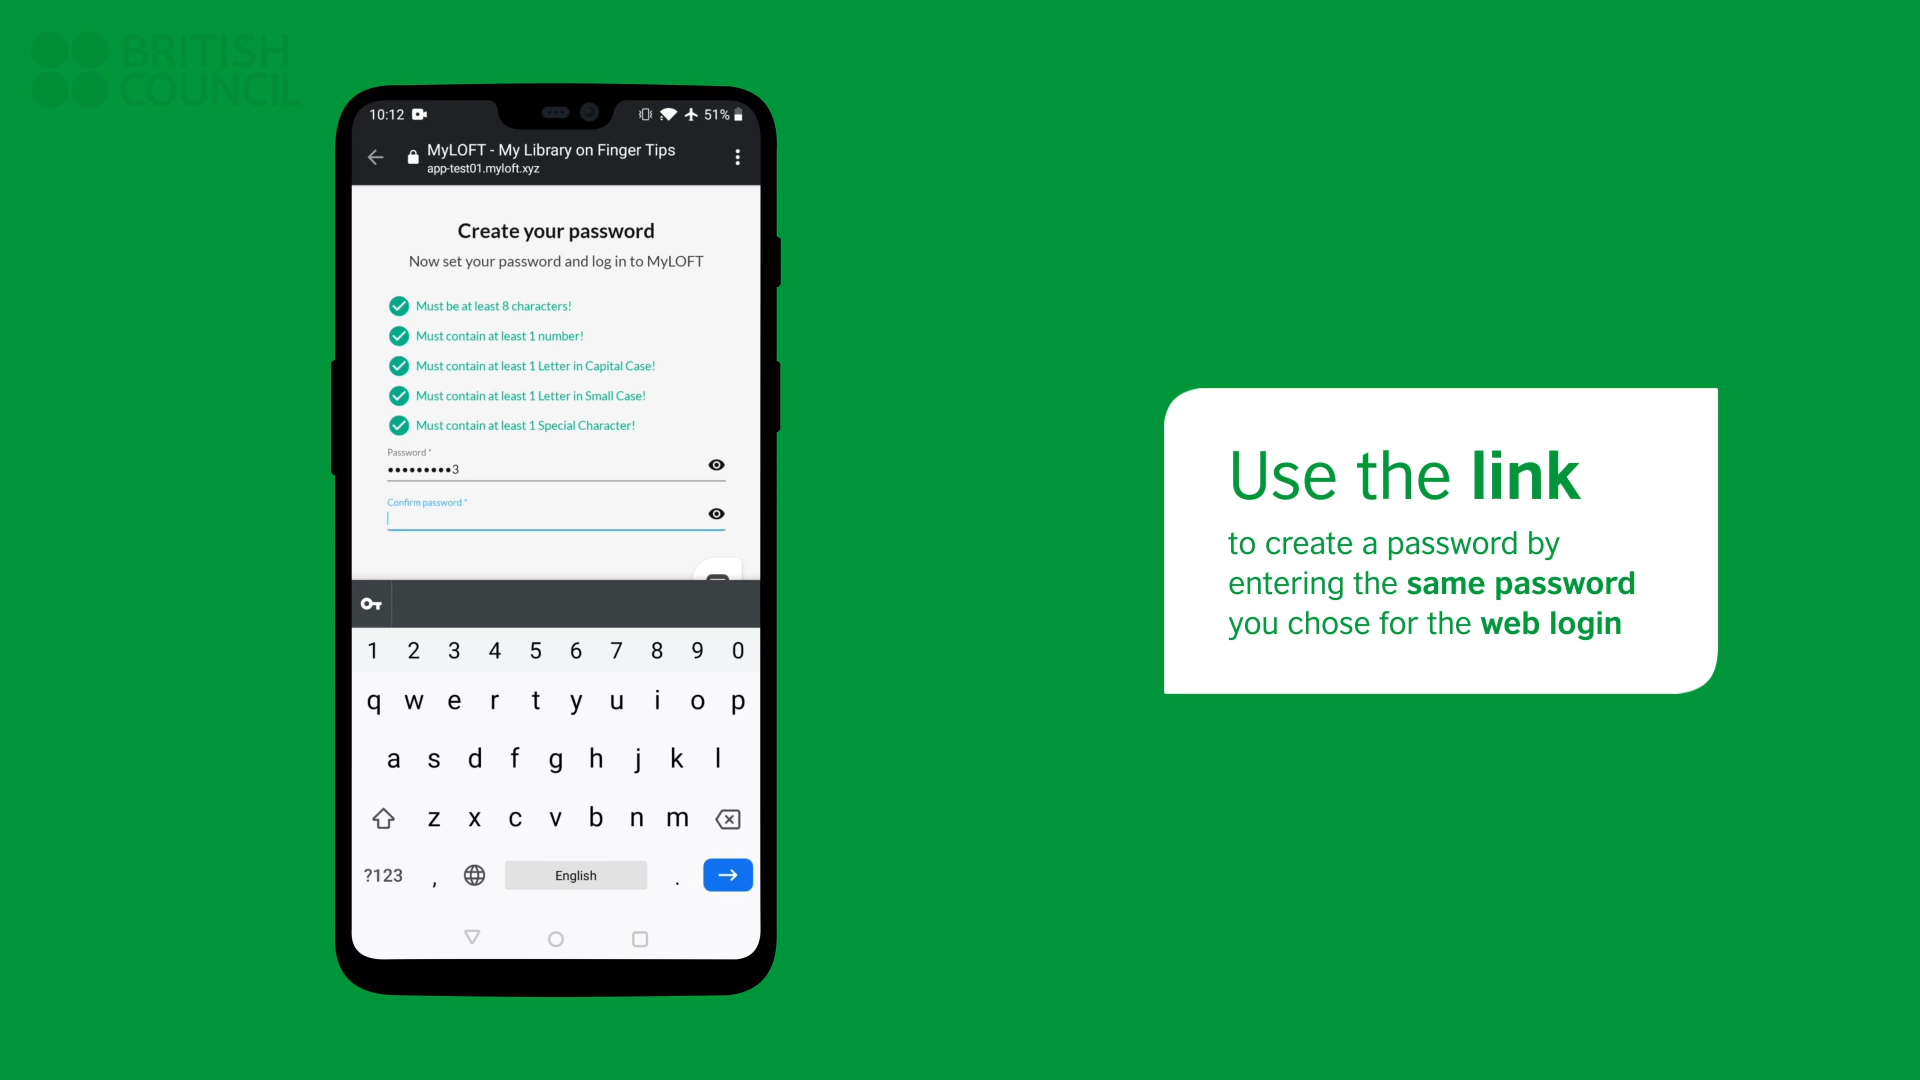 BRITISH
COUNCIL
10:12
51%
MyLOFT - My Library on Finger Tips
app-test01.myloft.xyz
Create your password
Now set your password and log in to MyLOFT
Must be at least 8 characters!
Must contain at least 1 number!
Must contain at least 1 Letter in Capital Case!
Must contain at least 1 Letter in Small Case!
Must contain at least 1 Special Character!
Password *
•••••••••3
Confirm password *
1 2 3 4 5 6 7 8 9 0
q w e r t y u i o p
a s d f g h j k l
z x c v b n m
?123 , English .
Use the link
to create a password by
entering the same password
you chose for the web login